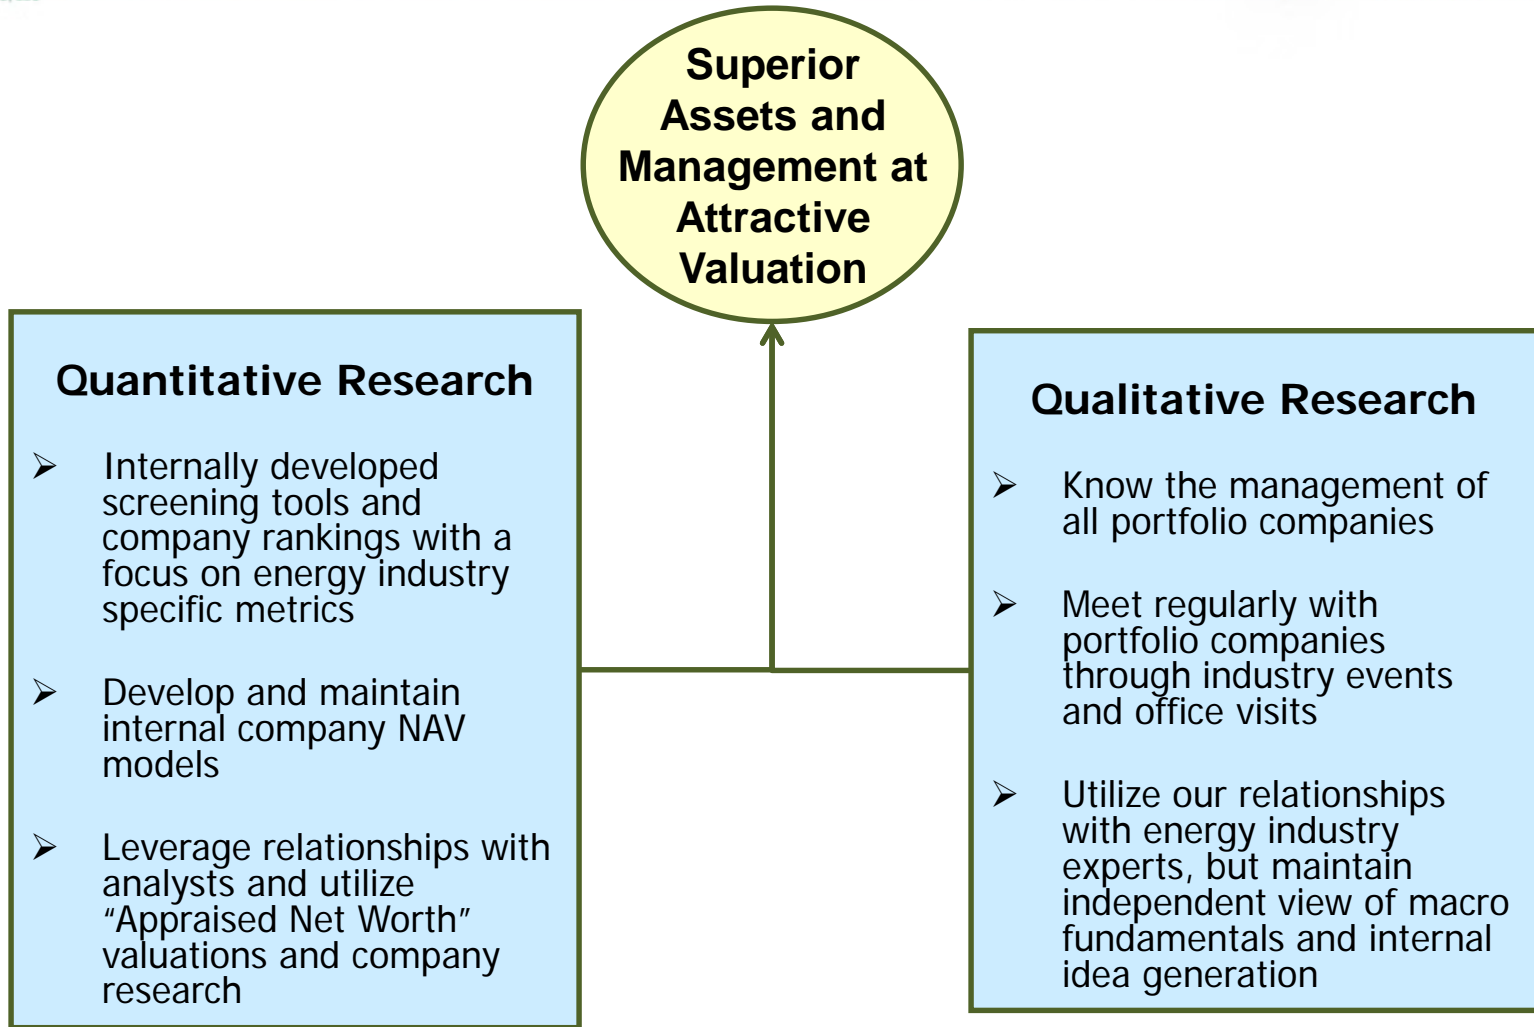 Superior
Assets and
Management at
Attractive
Valuation
Quantitative Research
➢ Internally developed
screening tools and
company rankings with a
focus on energy industry
specific metrics
➢ Develop and maintain
internal company NAV
models
➢ Leverage relationships with
analysts and utilize
“Appraised Net Worth”
valuations and company
research
Qualitative Research
➢ Know the management of
all portfolio companies
➢ Meet regularly with
portfolio companies
through industry events
and office visits
➢ Utilize our relationships
with energy industry
experts, but maintain
independent view of macro
fundamentals and internal
idea generation